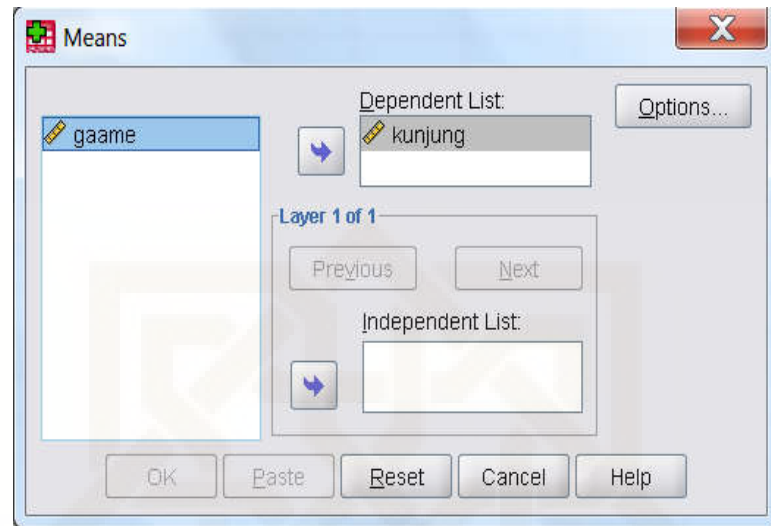 Means
Dependent List:
Options...
gaame
kunjung
Layer 1 of 1
Previous
Next
Independent List:
OK
Paste
Reset
Cancel
Help